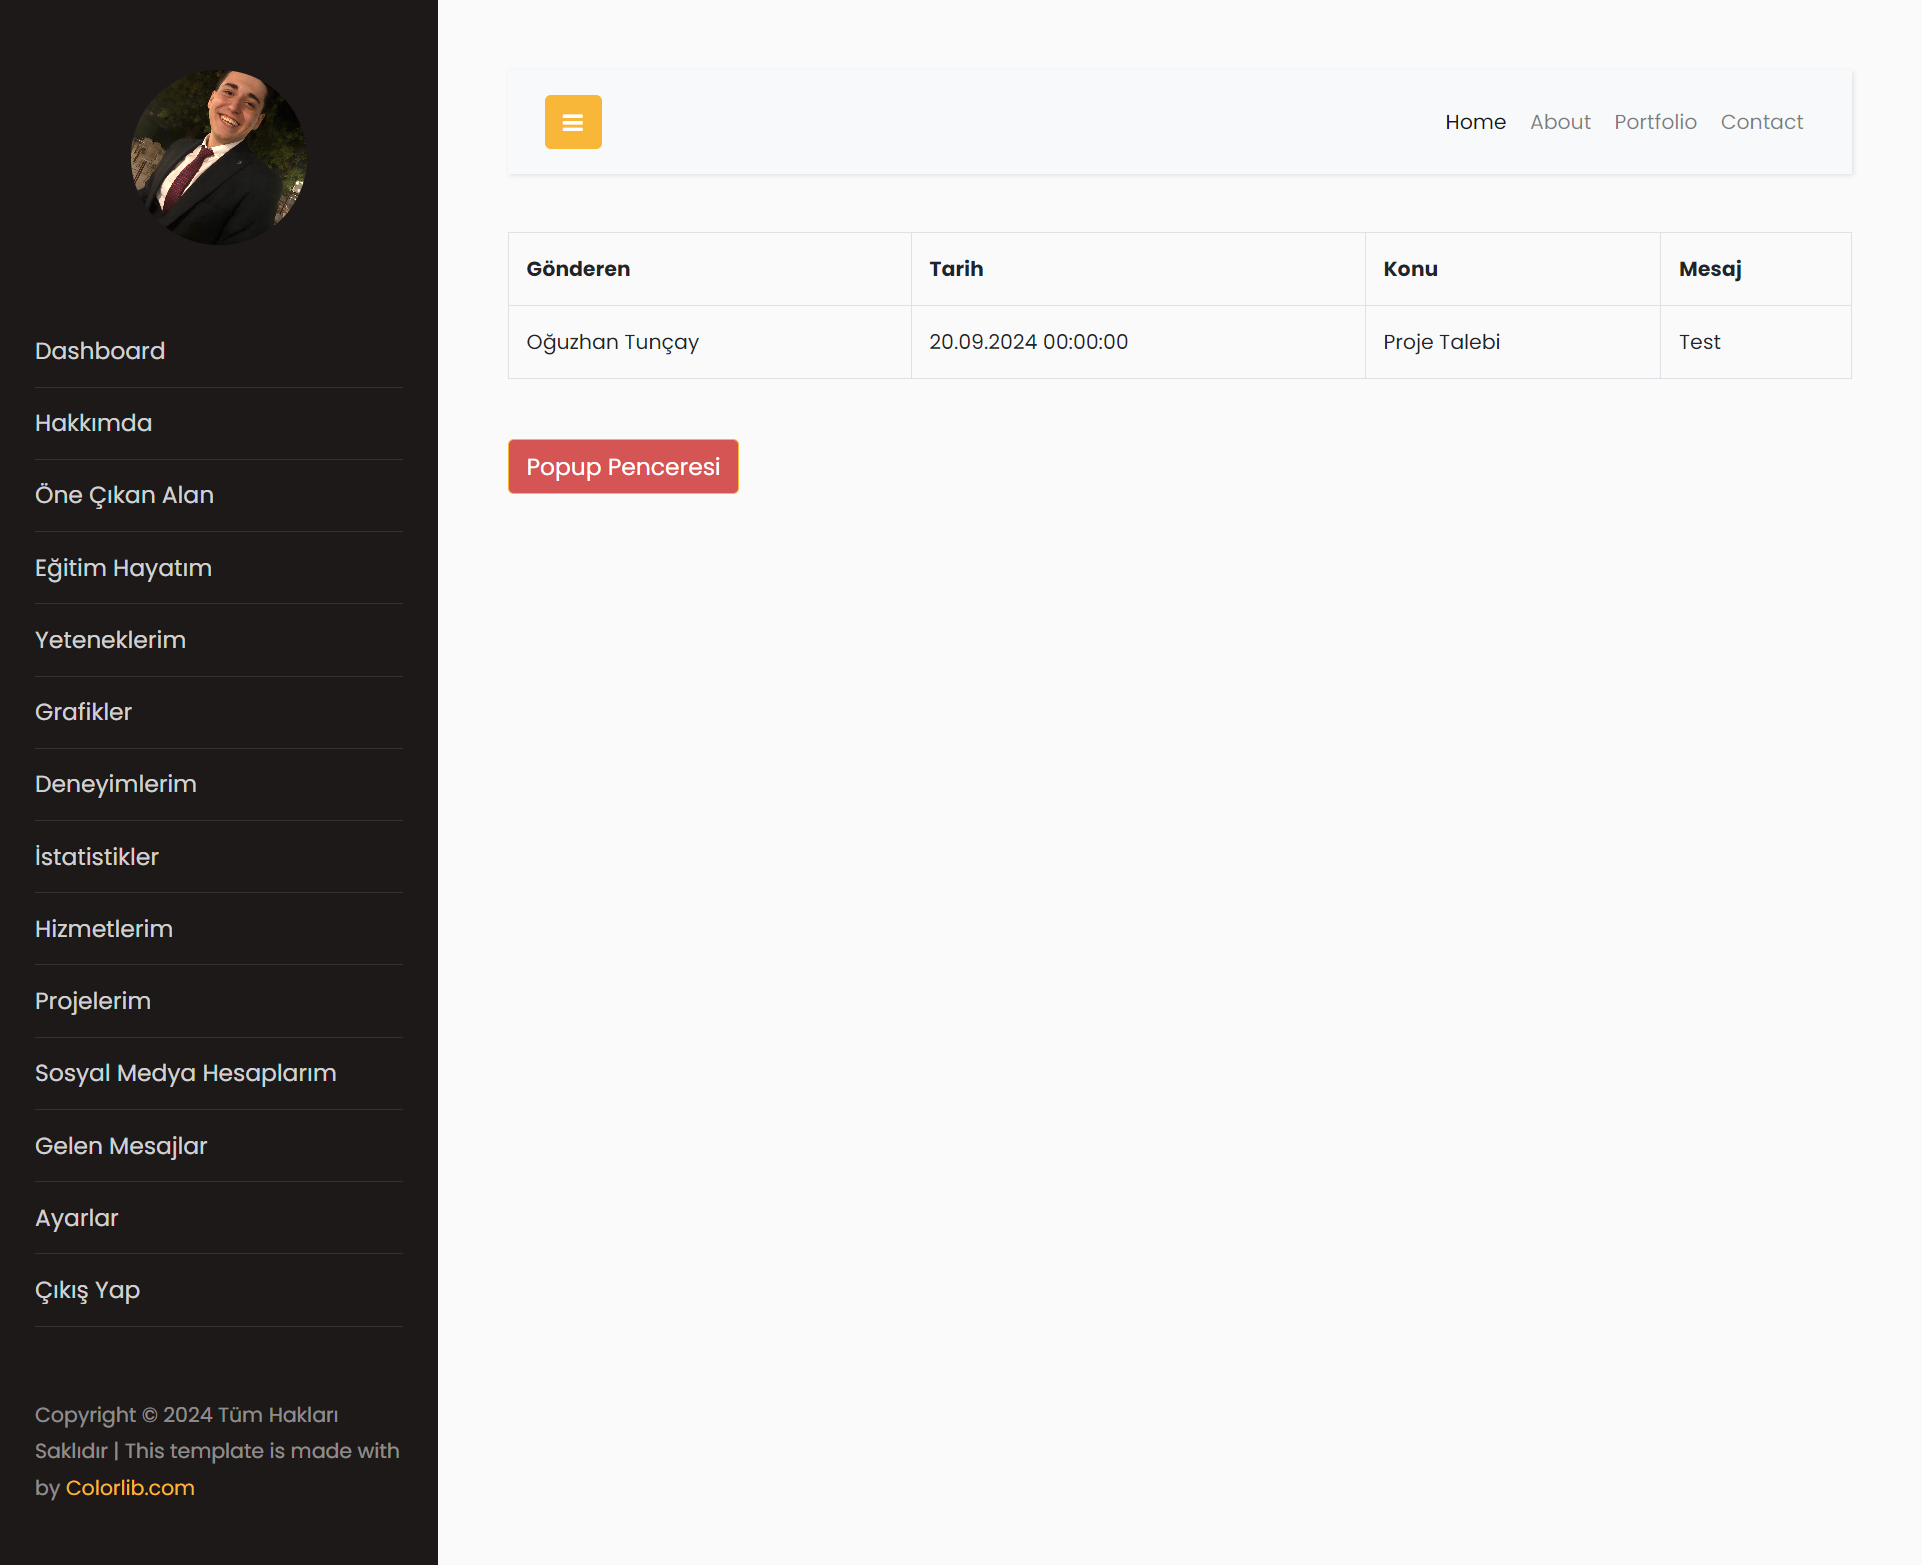 Dashboard
Hakkımda
Öne Çıkan Alan
Eğitim Hayatım
Yeteneklerim
Grafikler
Deneyimlerim
İstatistikler
Hizmetlerim
Projelerim
Sosyal Medya Hesaplarım
Gelen Mesajlar
Ayarlar
Çıkış Yap
Copyright © 2024 Tüm Hakları
Saklıdır | This template is made with
by Colorlib.com
Home About Portfolio Contact
Gönderen Tarih Konu Mesaj
Oğuzhan Tunçay 20.09.2024 00:00:00 Proje Talebi Test
Popup Penceresi